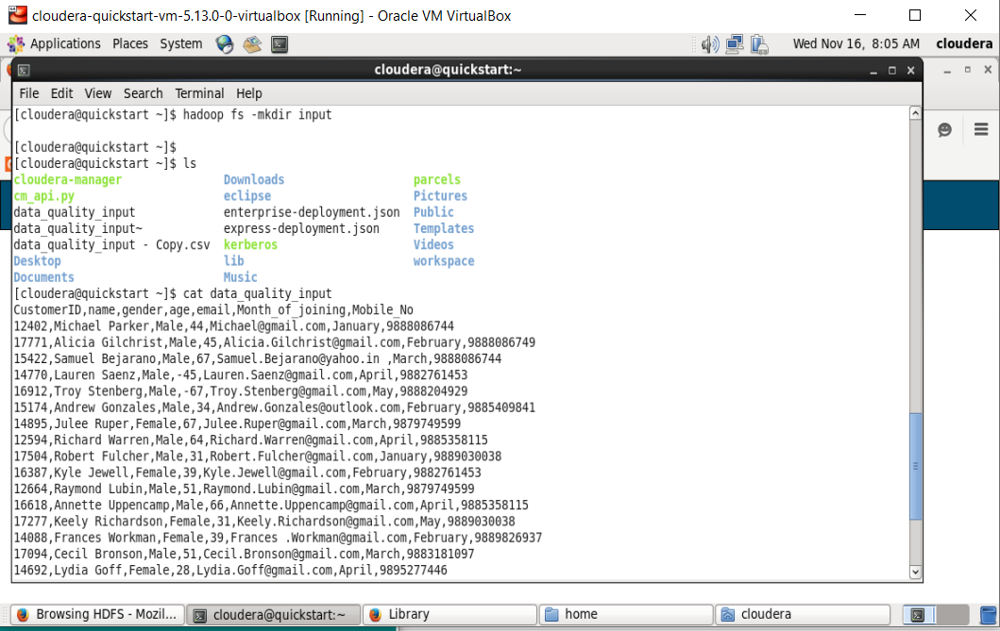 cloudera-quickstart-vm-5.13.0-0-virtualbox [Running] - Oracle VM VirtualBox
Applications Places System Wed Nov 16, 8:05 AM cloudera
cloudera@quickstart:~
File Edit View Search Terminal Help
[cloudera@quickstart ~]$ hadoop fs -mkdir input
[cloudera@quickstart ~]$
[cloudera@quickstart ~]$ ls
cloudera-manager Downloads parcels
cm_api.py eclipse Pictures
data_quality_input enterprise-deployment.json Public
data_quality_input~ express-deployment.json Templates
data_quality_input - Copy.csv kerberos Videos
Desktop lib workspace
Documents Music
[cloudera@quickstart ~]$ cat data_quality_input
CustomerID,name,gender,age,email,Month_of_joining,Mobile_No
12402,Michael Parker,Male,44,Michael@gmail.com,January,9888086744
17771,Alicia Gilchrist,Male,45,Alicia.Gilchrist@gmail.com,February,9888086749
15422,Samuel Bejarano,Male,67,Samuel.Bejarano@yahoo.in ,March,9888086744
14770,Lauren Saenz,Male,-45,Lauren.Saenz@gmail.com,April,9882761453
16912,Troy Stenberg,Male,-67,Troy.Stenberg@gmail.com,May,9888204929
15174,Andrew Gonzales,Male,34,Andrew.Gonzales@outlook.com,February,9885409841
14895,Julee Ruper,Female,67,Julee.Ruper@gmail.com,March,9879749599
12594,Richard Warren,Male,64,Richard.Warren@gmail.com,April,9885358115
17504,Robert Fulcher,Male,31,Robert.Fulcher@gmail.com,January,9889030038
16387,Kyle Jewell,Female,39,Kyle.Jewell@gmail.com,February,9882761453
12664,Raymond Lubin,Male,51,Raymond.Lubin@gmail.com,March,9879749599
16618,Annette Uppencamp,Male,66,Annette.Uppencamp@gmail.com,April,9885358115
17277,Keely Richardson,Female,31,Keely.Richardson@gmail.com,May,9889030038
14088,Frances Workman,Female,39,Frances .Workman@gmail.com,February,9889826937
17094,Cecil Bronson,Male,51,Cecil.Bronson@gmail.com,March,9883181097
14692,Lydia Goff,Female,28,Lydia.Goff@gmail.com,April,9895277446
Browsing HDFS - Mozil... cloudera@quickstart:~ Library home cloudera